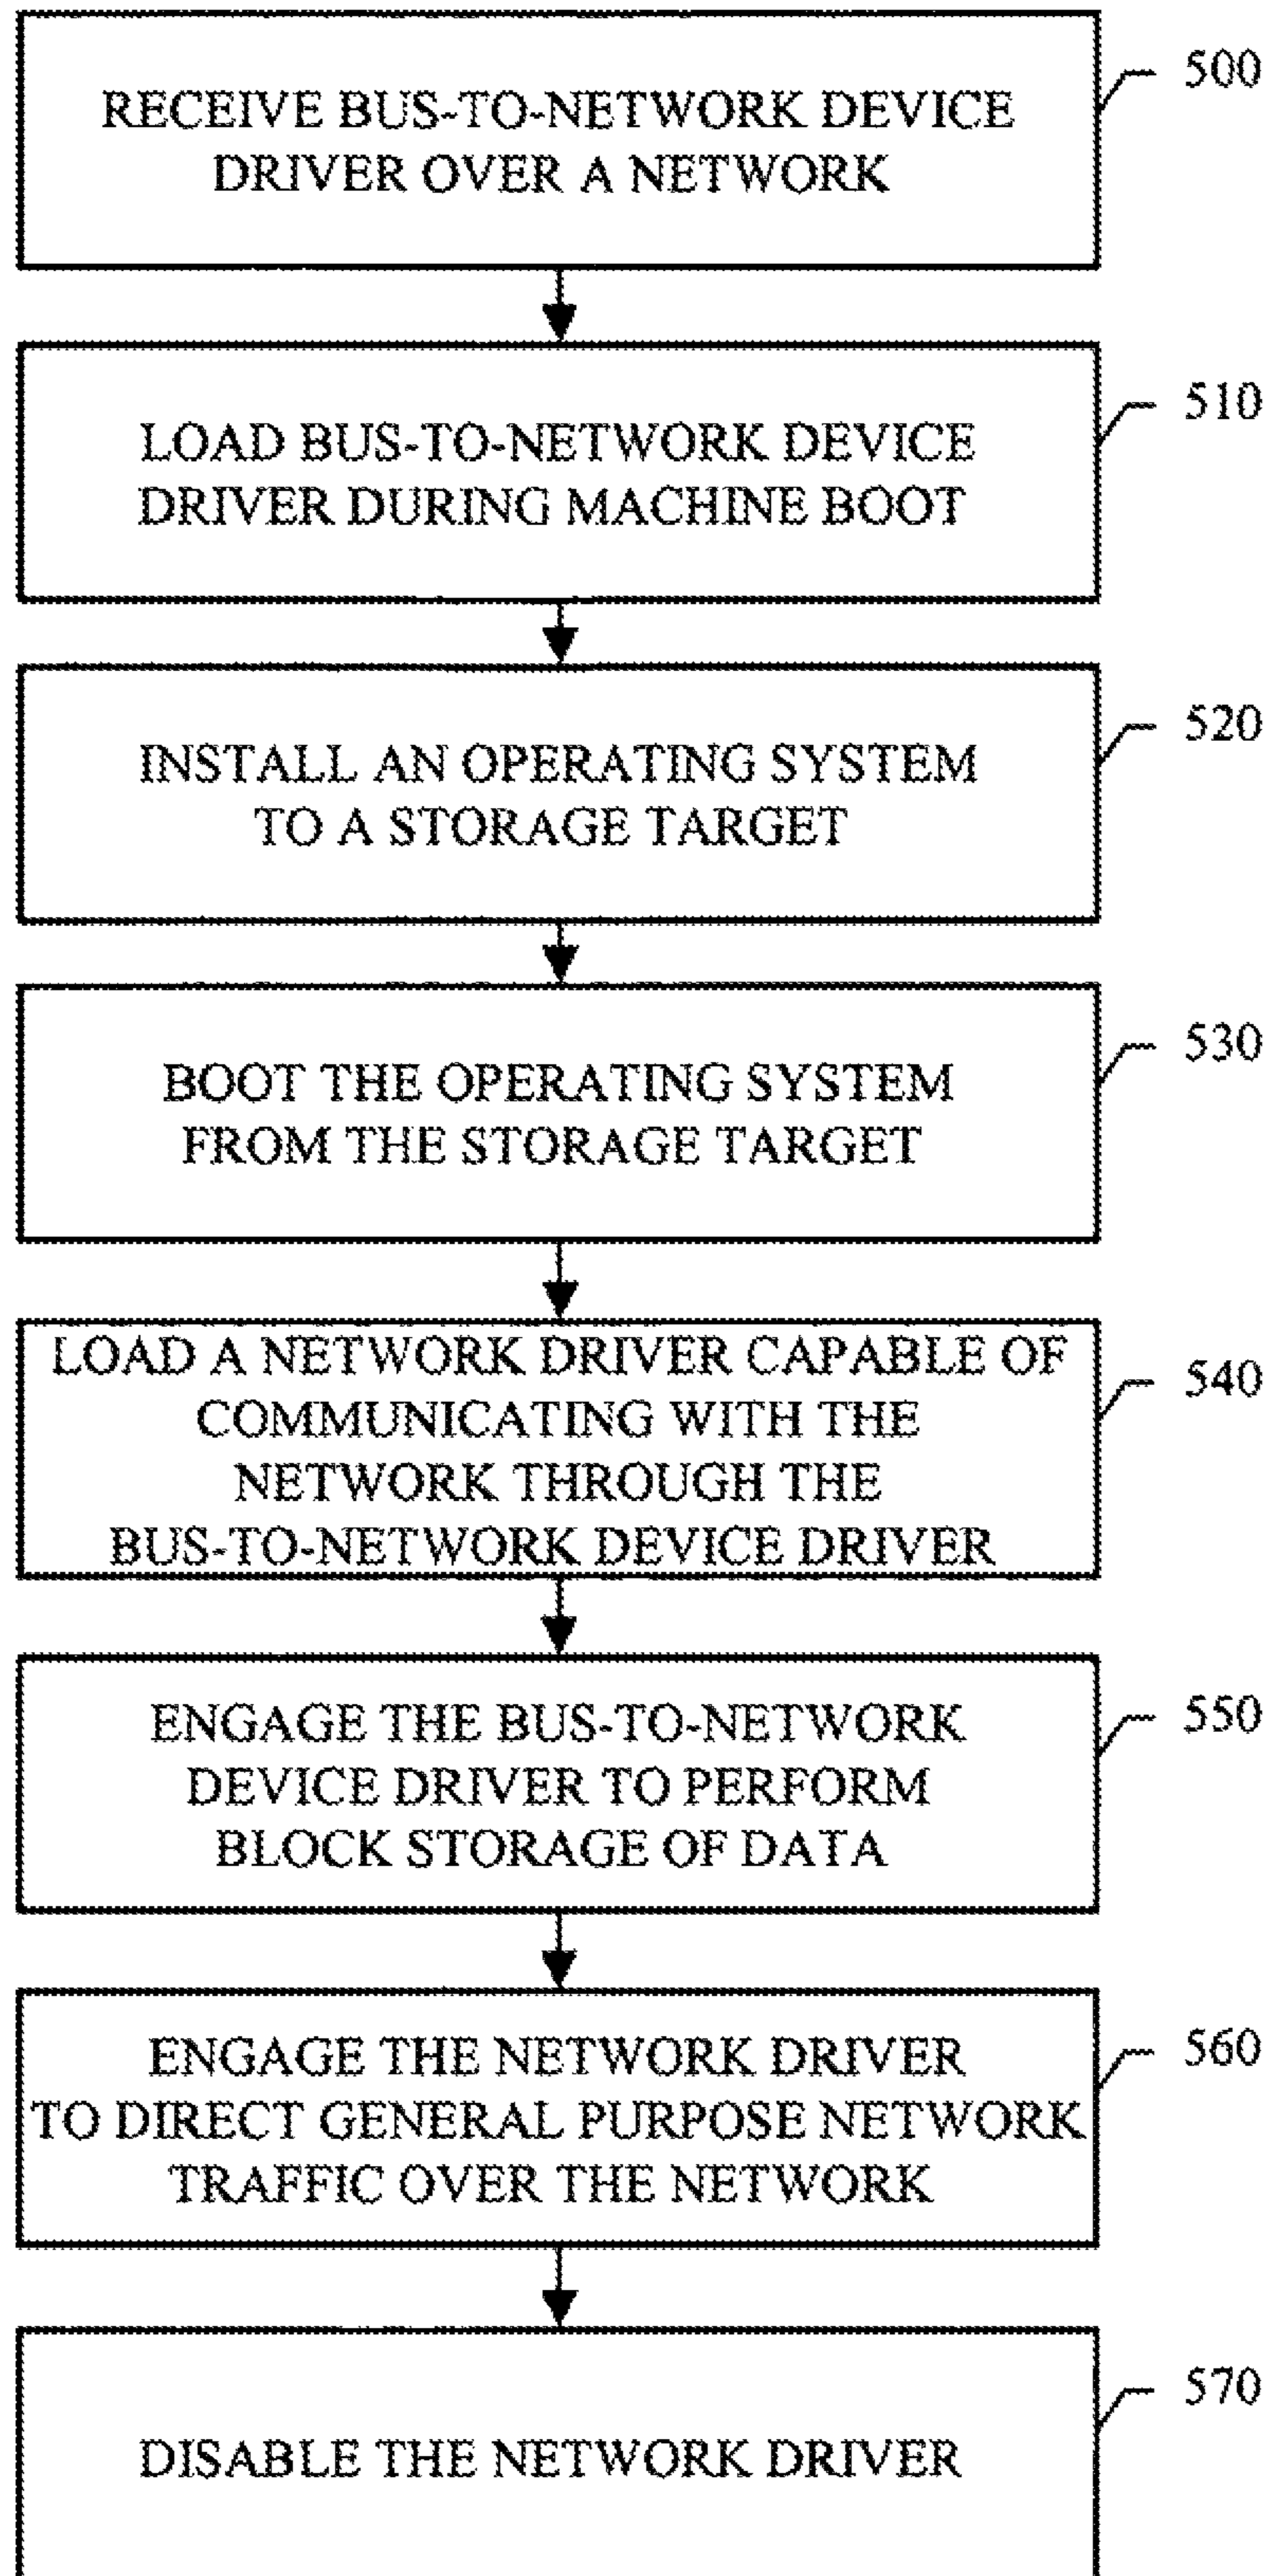 RECEIVE BUS-TO-NETWORK DEVICE
DRIVER OVER A NETWORK
500
LOAD BUS-TO-NETWORK DEVICE
DRIVER DURING MACHINE BOOT
510
INSTALL AN OPERATING SYSTEM
TO A STORAGE TARGET
520
BOOT THE OPERATING SYSTEM
FROM THE STORAGE TARGET
530
LOAD A NETWORK DRIVER CAPABLE OF
COMMUNICATING WITH THE
NETWORK THROUGH THE
BUS-TO-NETWORK DEVICE DRIVER
540
ENGAGE THE BUS-TO-NETWORK
DEVICE DRIVER TO PERFORM
BLOCK STORAGE OF DATA
550
ENGAGE THE NETWORK DRIVER
TO DIRECT GENERAL PURPOSE NETWORK
TRAFFIC OVER THE NETWORK
560
DISABLE THE NETWORK DRIVER
570